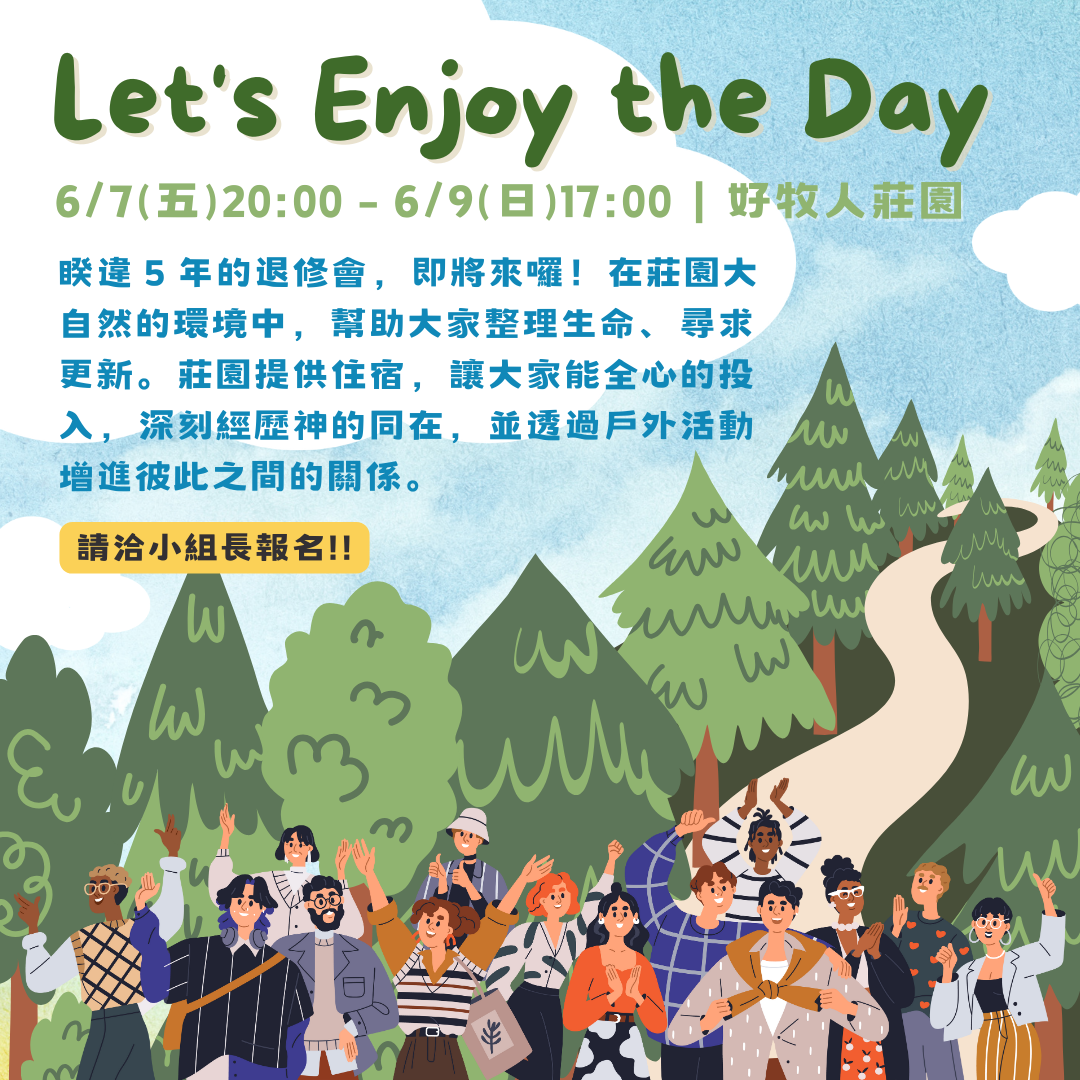 Let's Enjoy the Day
6/7(五)20:00 – 6/9(日)17:00 | 好牧人莊園
睽違 5 年的退修會，即將來囉！在莊園大
自然的環境中，幫助大家整理生命、尋求
更新。莊園提供住宿，讓大家能全心的投
入，深刻經歷神的同在，並透過戶外活動
增進彼此之間的關係。
請洽小組長報名!!